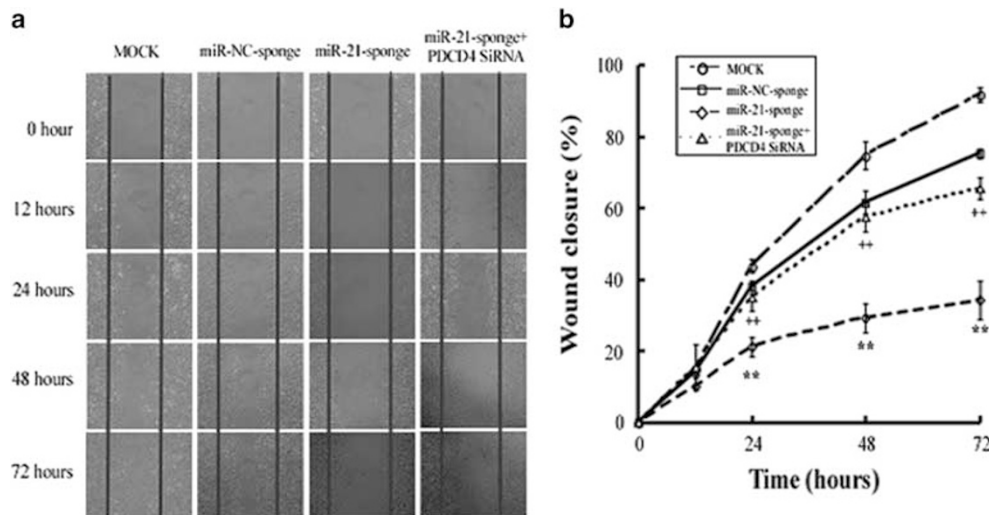 a
MOCK
miR-NC-sponge
miR-21-sponge
miR-21-sponge+
PDCD4 SiRNA
0 hour
12 hours
24 hours
48 hours
72 hours
b
Wound closure (%)
100
80
60
40
20
0
MOCK
miR-NC-sponge
miR-21-sponge
miR-21-sponge+
PDCD4 SiRNA
++
++
++
**
**
**
0
24
48
72
Time (hours)